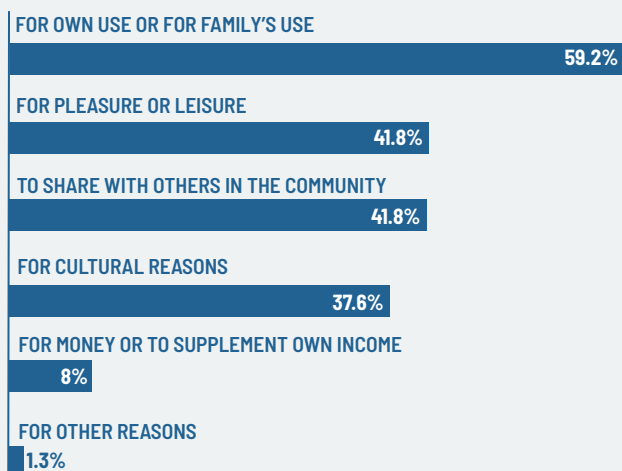 FOR OWN USE OR FOR FAMILY'S USE
59.2%
FOR PLEASURE OR LEISURE
41.8%
TO SHARE WITH OTHERS IN THE COMMUNITY
41.8%
FOR CULTURAL REASONS
37.6%
FOR MONEY OR TO SUPPLEMENT OWN INCOME
8%
FOR OTHER REASONS
1.3%